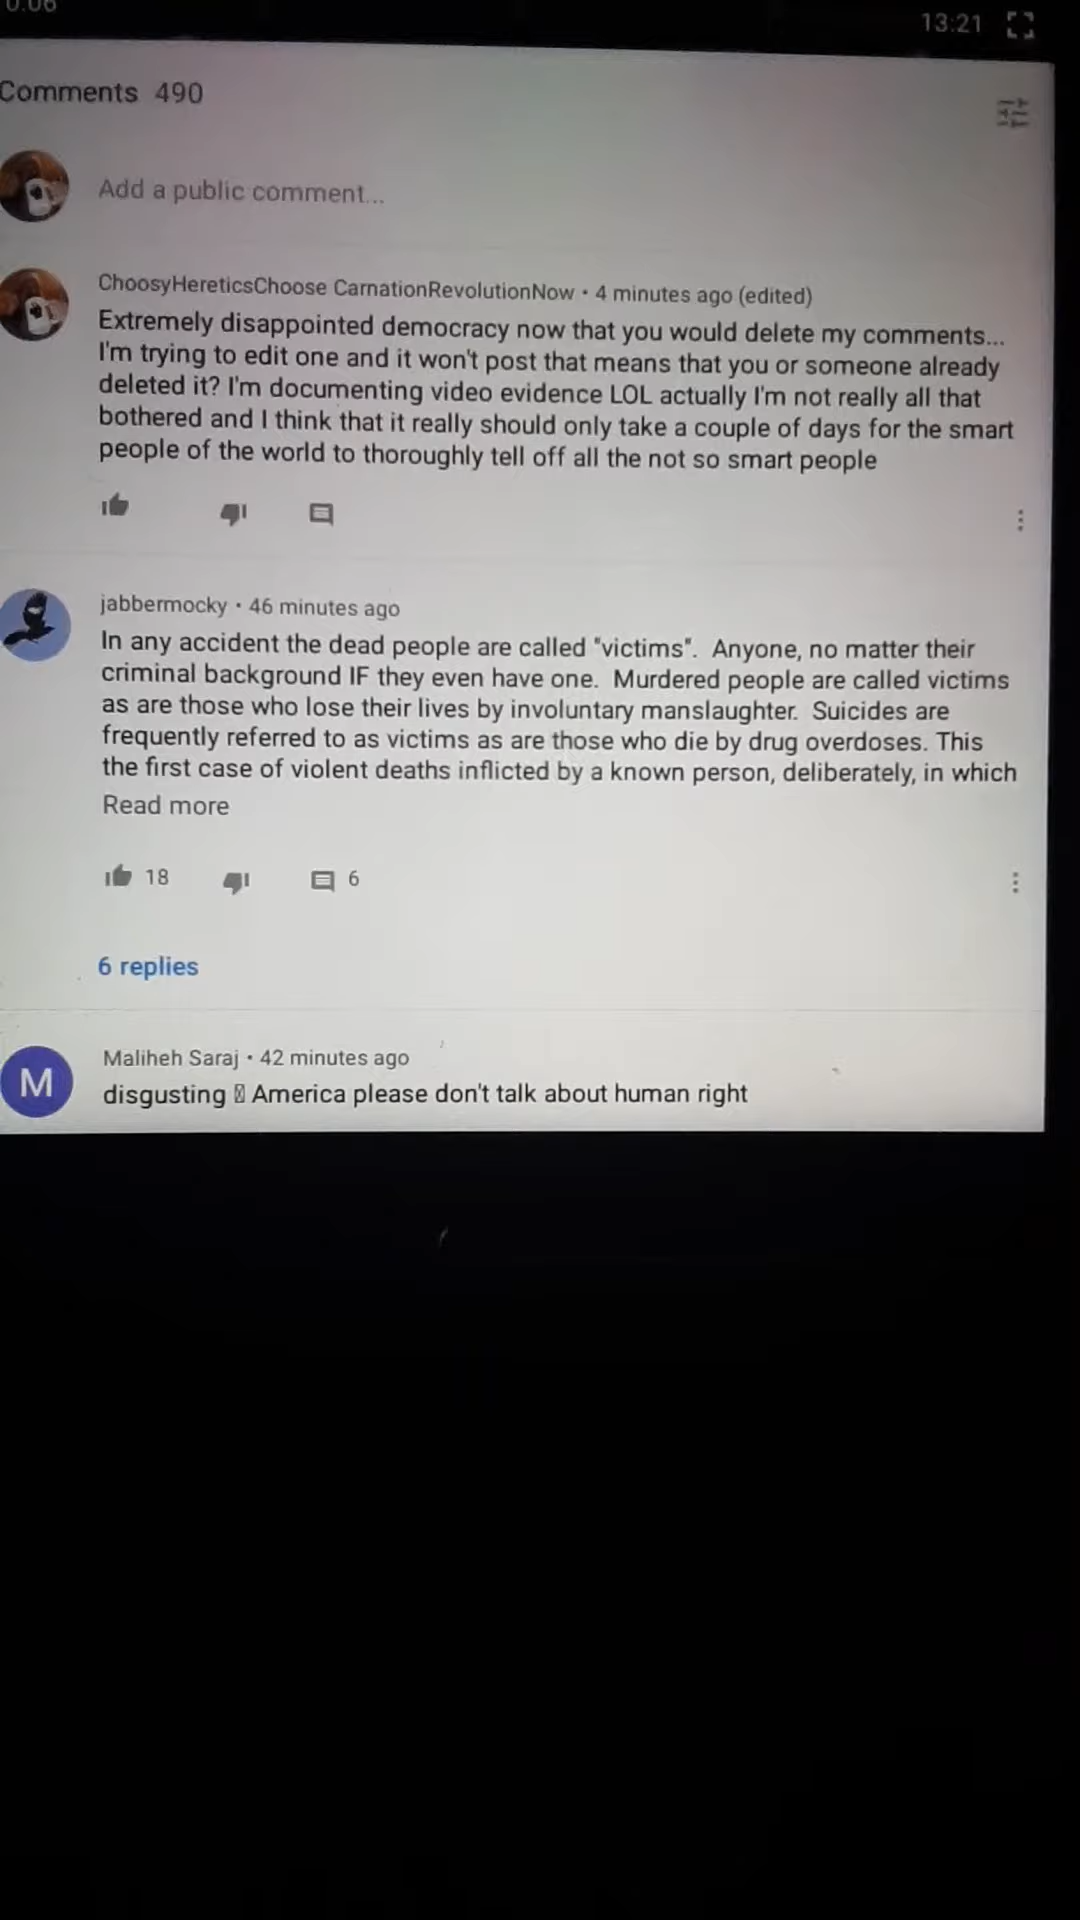 0:06
13:21
Comments 490
Add a public comment...
ChoosyHereticsChoose CarnationRevolutionNow • 4 minutes ago (edited)
Extremely disappointed democracy now that you would delete my comments...
I'm trying to edit one and it won't post that means that you or someone already
deleted it? I'm documenting video evidence LOL actually I'm not really all that
bothered and I think that it really should only take a couple of days for the smart
people of the world to thoroughly tell off all the not so smart people
jabbermocky • 46 minutes ago
In any accident the dead people are called "victims".  Anyone, no matter their
criminal background IF they even have one.  Murdered people are called victims
as are those who lose their lives by involuntary manslaughter.  Suicides are
frequently referred to as victims as are those who die by drug overdoses. This
the first case of violent deaths inflicted by a known person, deliberately, in which
Read more
18
6
6 replies
M
Maliheh Saraj • 42 minutes ago
disgusting America please don't talk about human right